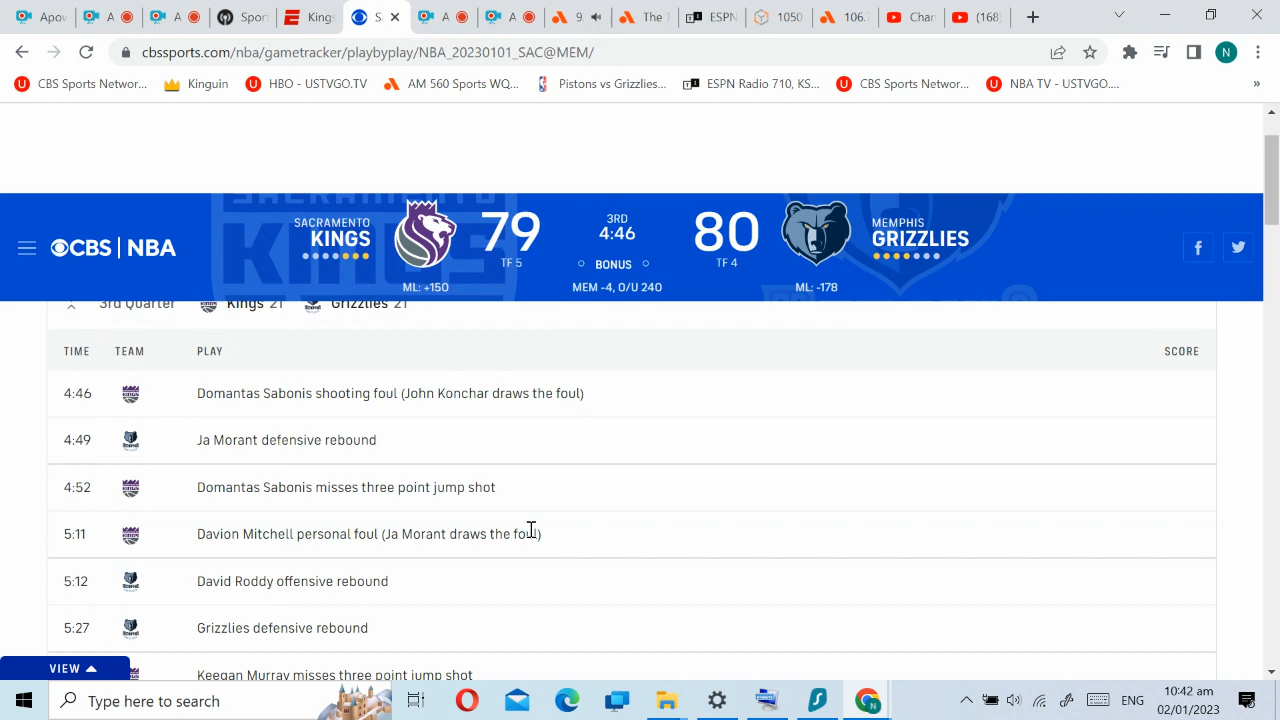 Apov
A
A
Spor
King
S
A
A
9
The T
ESPN
1050
106.7
Char
(168)
cbssports.com/nba/gametracker/playbyplay/NBA_20230101_SAC@MEM/
N
CBS Sports Networ...
Kinguin
HBO - USTVGO.TV
AM 560 Sports WQ...
Pistons vs Grizzlies...
ESPN Radio 710, KS...
CBS Sports Networ...
NBA TV - USTVGO....
»
CBS | NBA
SACRAMENTO
KINGS
79
TF 5
ML: +150
3RD
4:46
BONUS
MEM -4, O/U 240
80
TF 4
MEMPHIS
GRIZZLIES
ML: -178
3rd Quarter Kings 21 Grizzlies 21
TIME TEAM PLAY SCORE
4:46 Domantas Sabonis shooting foul (John Konchar draws the foul)
4:49 Ja Morant defensive rebound
4:52 Domantas Sabonis misses three point jump shot
5:11 Davion Mitchell personal foul (Ja Morant draws the foul)
5:12 David Roddy offensive rebound
5:27 Grizzlies defensive rebound
Keegan Murray misses three point jump shot
VIEW
Type here to search
ENG
10:42 am
02/01/2023